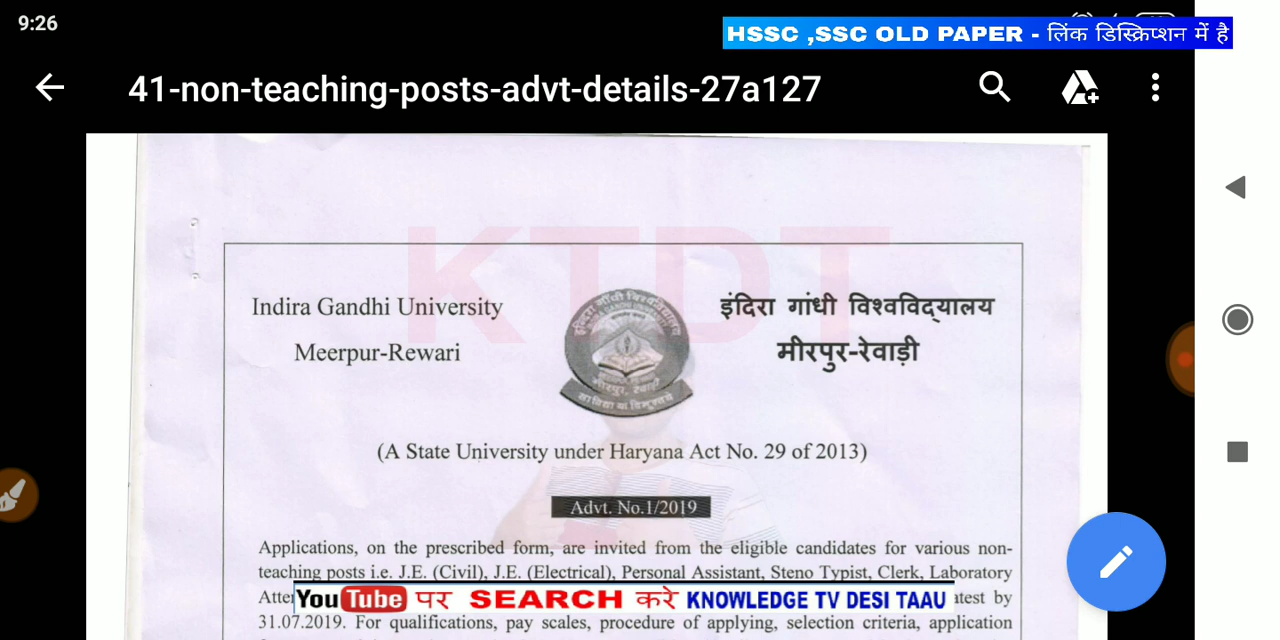 9:26
HSSC ,SSC OLD PAPER - लिंक डिस्क्रिप्शन में है
41-non-teaching-posts-advt-details-27a127
KTDT
Indira Gandhi University
Meerpur-Rewari
इंदिरा गांधी विश्वविद्यालय
मीरपुर-रेवाड़ी
मीरपुर, रेवाड़ी
सा विद्या या विमुक्तये
(A State University under Haryana Act No. 29 of 2013)
Advt. No.1/2019
Applications, on the prescribed form, are invited from the eligible candidates for various non-
teaching posts i.e. J.E. (Civil), J.E. (Electrical), Personal Assistant, Steno Typist, Clerk, Laboratory
YouTube पर SEARCH करे KNOWLEDGE TV DESI TAAU
by
31.07.2019. For qualifications, pay scales, procedure of applying, selection criteria, application